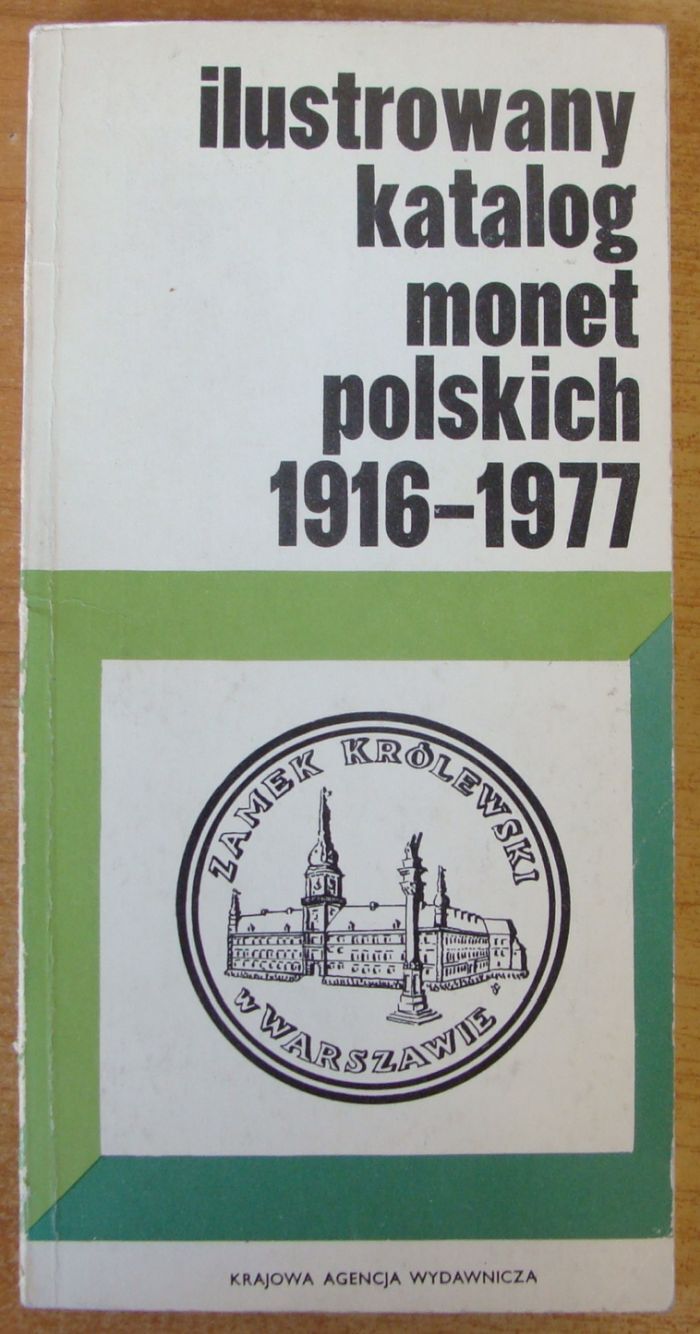 ilustrowany
katalog
monet
polskich
1916-1977
ZAMEK KRÓLEWSKI
w WARSZAWIE
KRAJOWA AGENCJA WYDAWNICZA